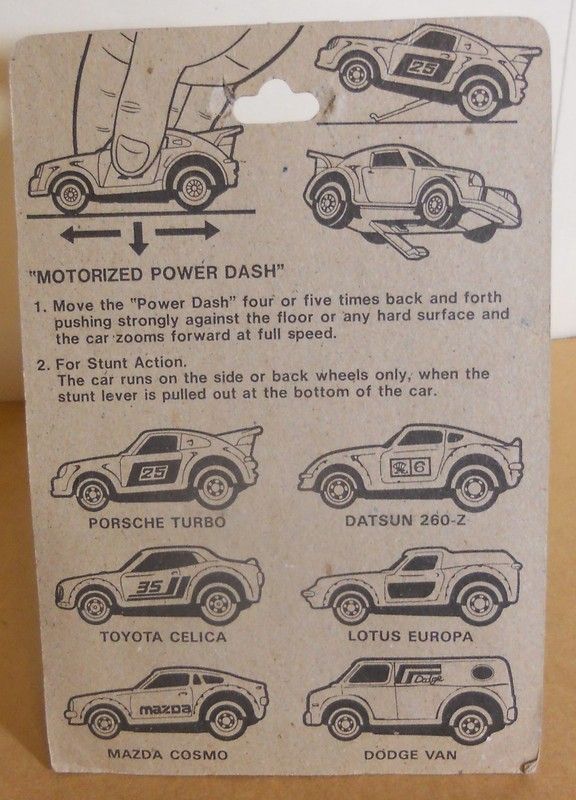 25
"MOTORIZED POWER DASH"
1. Move the "Power Dash" four or five times back and forth
pushing strongly against the floor or any hard surface and
the car zooms forward at full speed.
2. For Stunt Action.
The car runs on the side or back wheels only, when the
stunt lever is pulled out at the bottom of the car.
25
6
PORSCHE TURBO
DATSUN 260-Z
35
TOYOTA CELICA
LOTUS EUROPA
mazda
Dodge
MAZDA COSMO
DODGE VAN